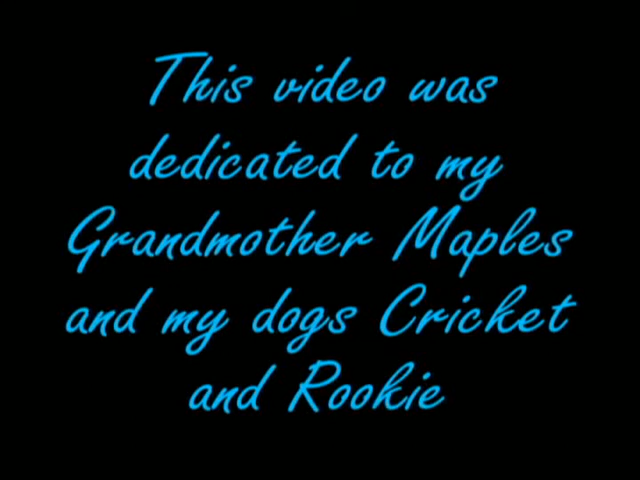 This video was
dedicated to my
Grandmother Maples
and my dogs Cricket
and Rookie